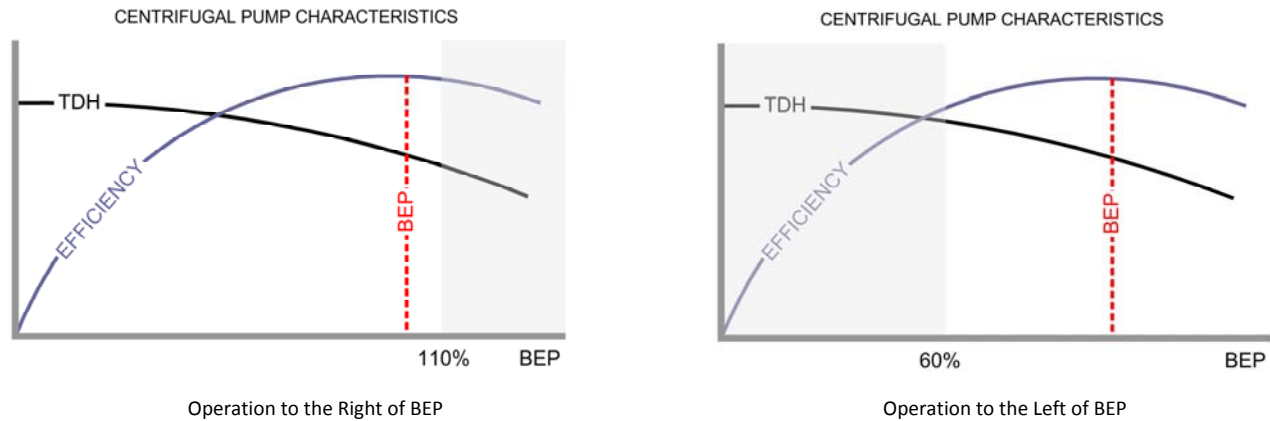 CENTRIFUGAL PUMP CHARACTERISTICS
TDH
EFFICIENCY
BEP
110%
BEP
Operation to the Right of BEP
CENTRIFUGAL PUMP CHARACTERISTICS
TDH
EFFICIENCY
BEP
60%
BEP
Operation to the Left of BEP